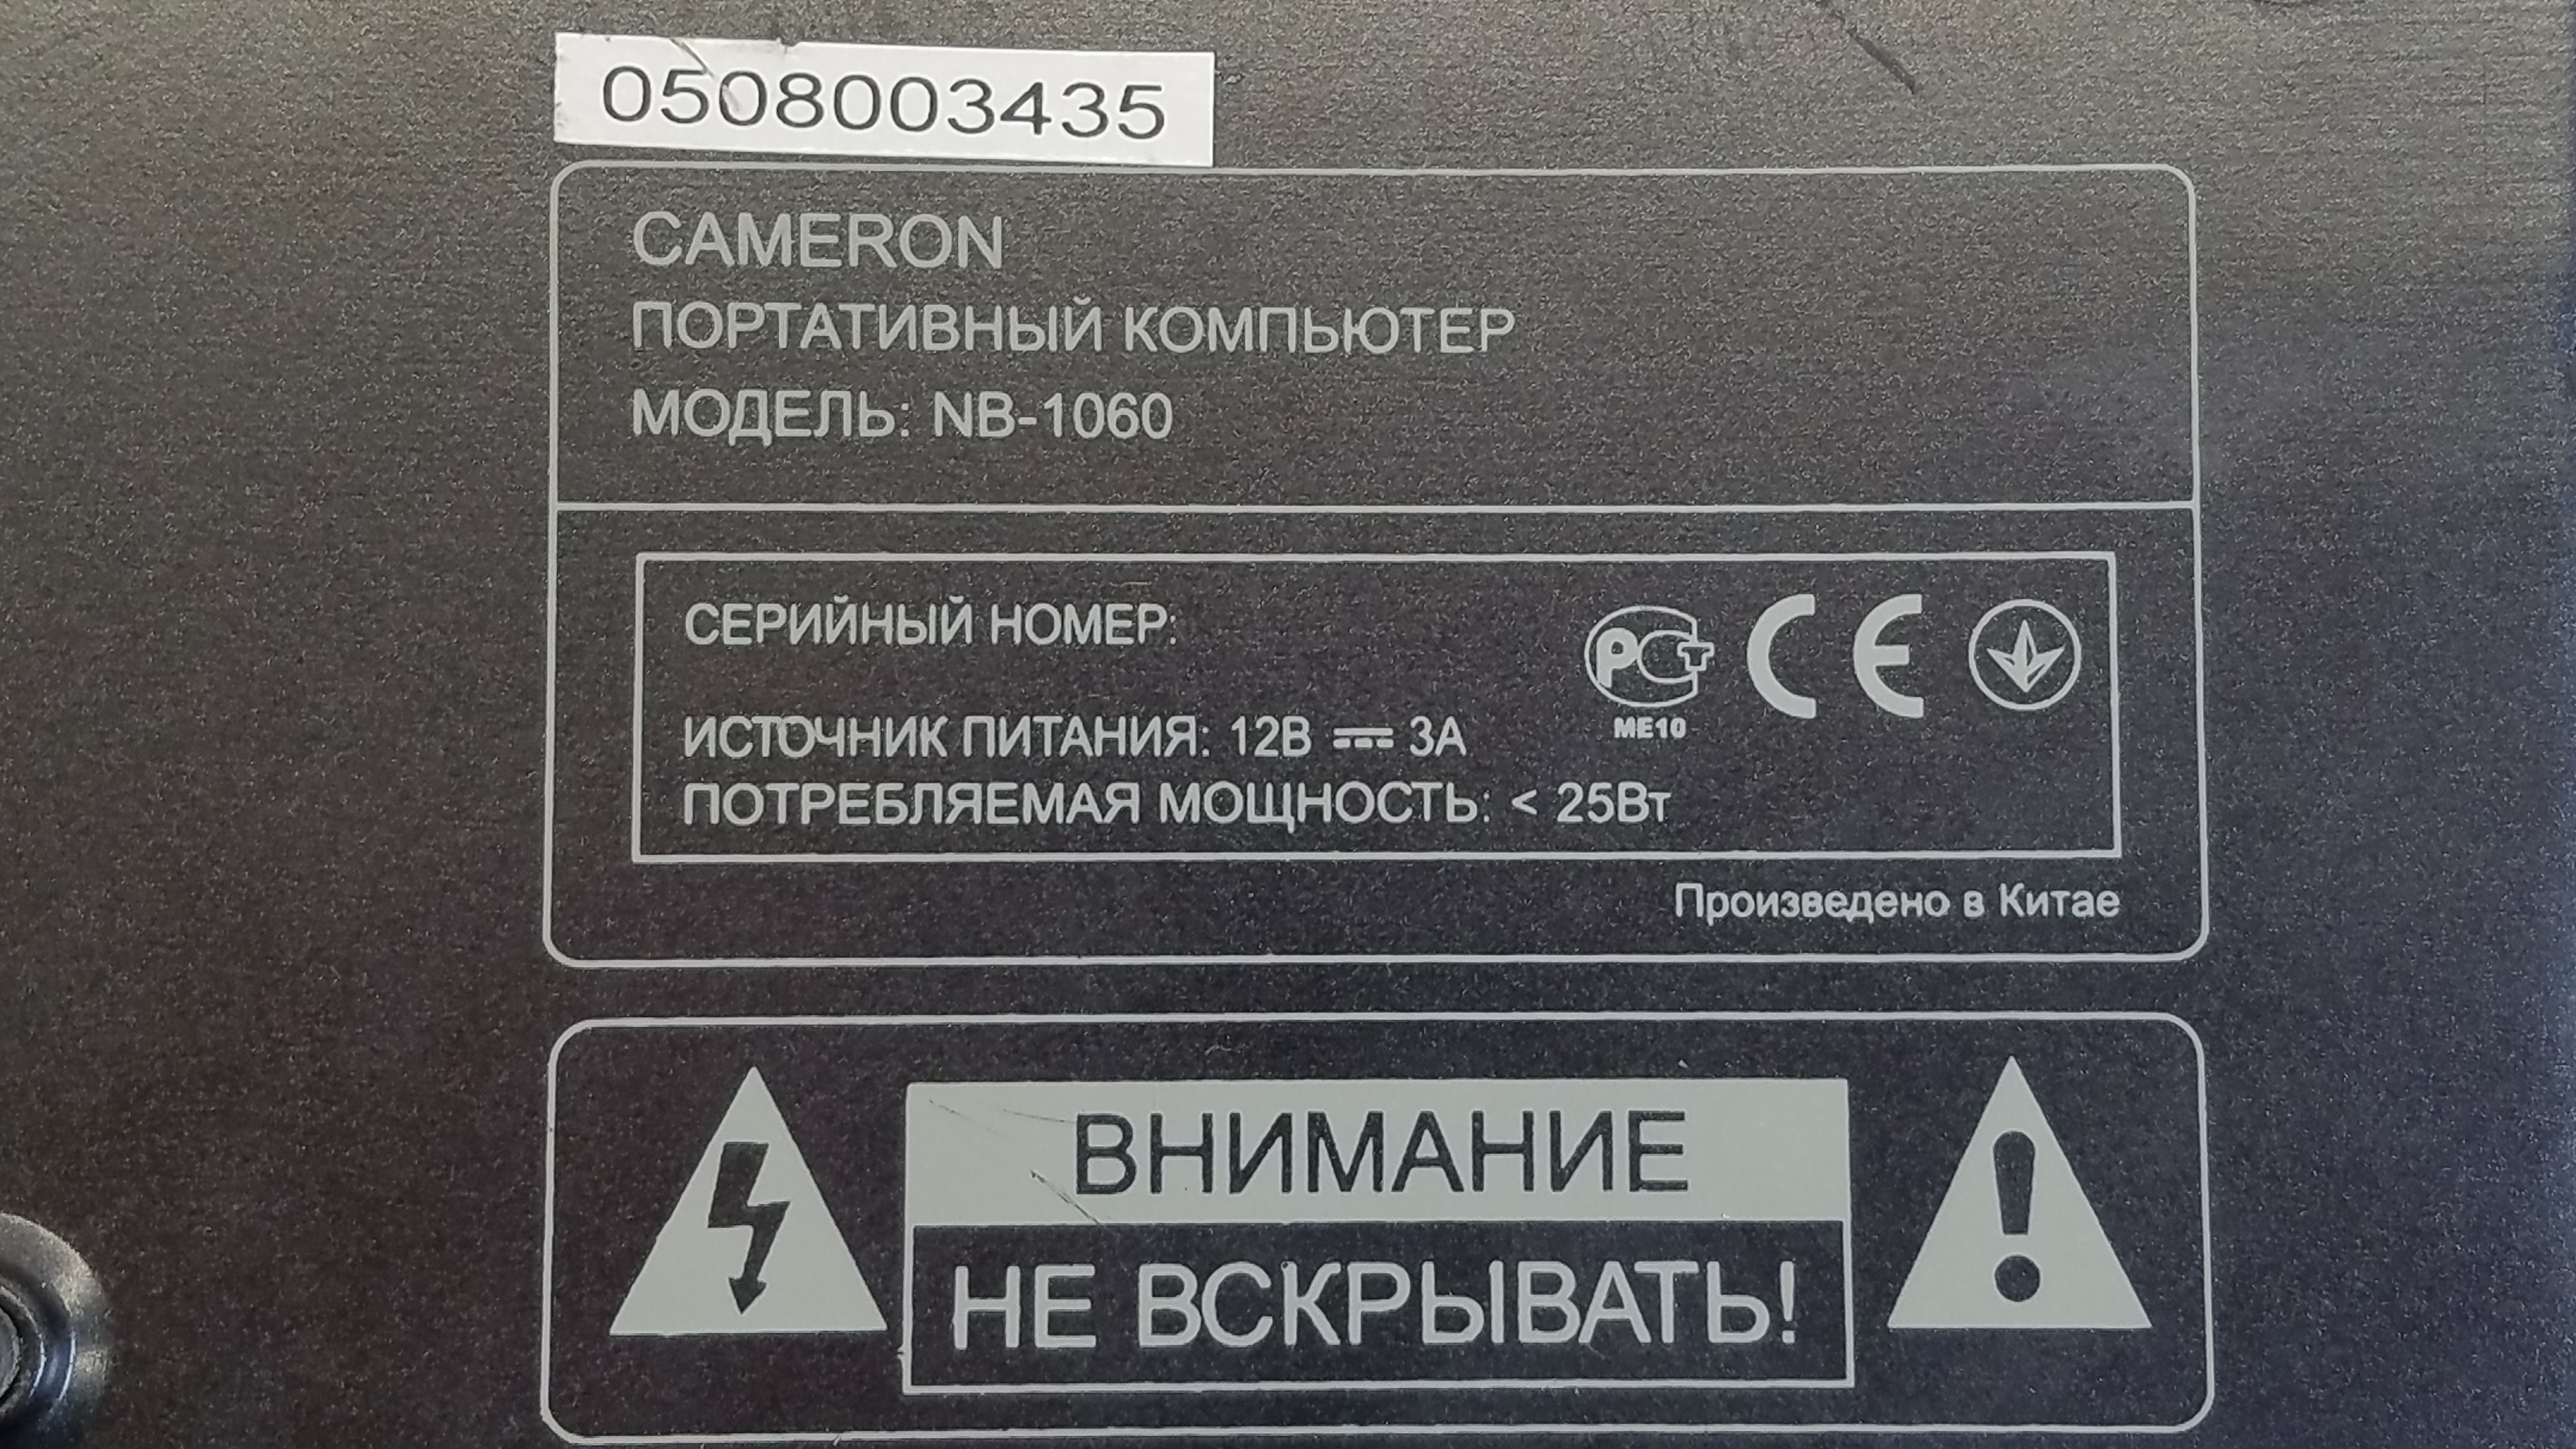 0508003435
CAMERON
ПОРТАТИВНЫЙ КОМПЬЮТЕР
МОДЕЛЬ: NB-1060
СЕРИЙНЫЙ НОМЕР:
РСТ CE
ME10
ИСТОЧНИК ПИТАНИЯ: 12В ⎓ 3А
ПОТРЕБЛЯЕМАЯ МОЩНОСТЬ: < 25Вт
Произведено в Китае
ВНИМАНИЕ
НЕ ВСКРЫВАТЬ!